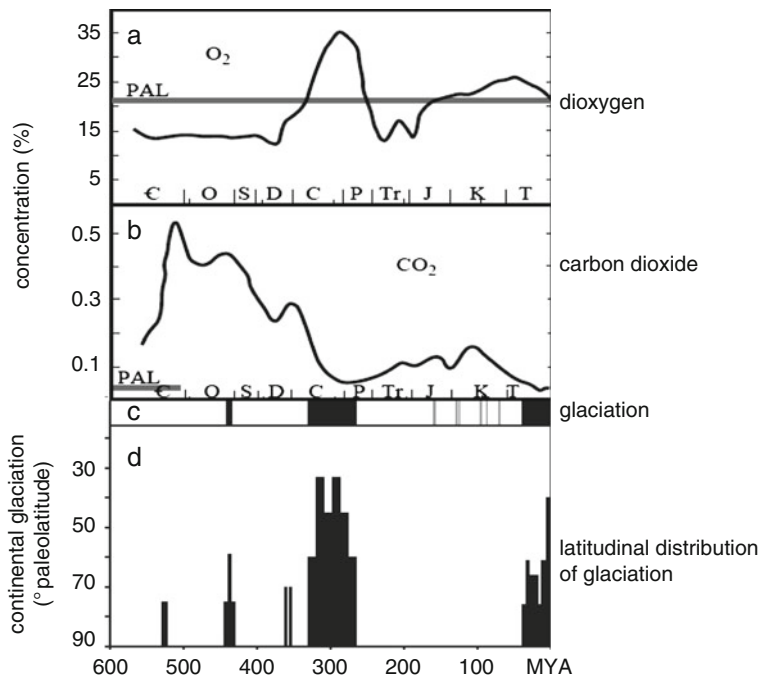 concentration (%)
35
25
15
5
a
O2
PAL
dioxygen
Є O S D C P Tr J K T
0.5
0.3
0.1
b
CO2
PAL
carbon dioxide
Є O S D C P Tr J K T
c
glaciation
continental glaciation
(° paleolatitude)
30
50
70
90
d
latitudinal distribution
of glaciation
600 500 400 300 200 100 MYA